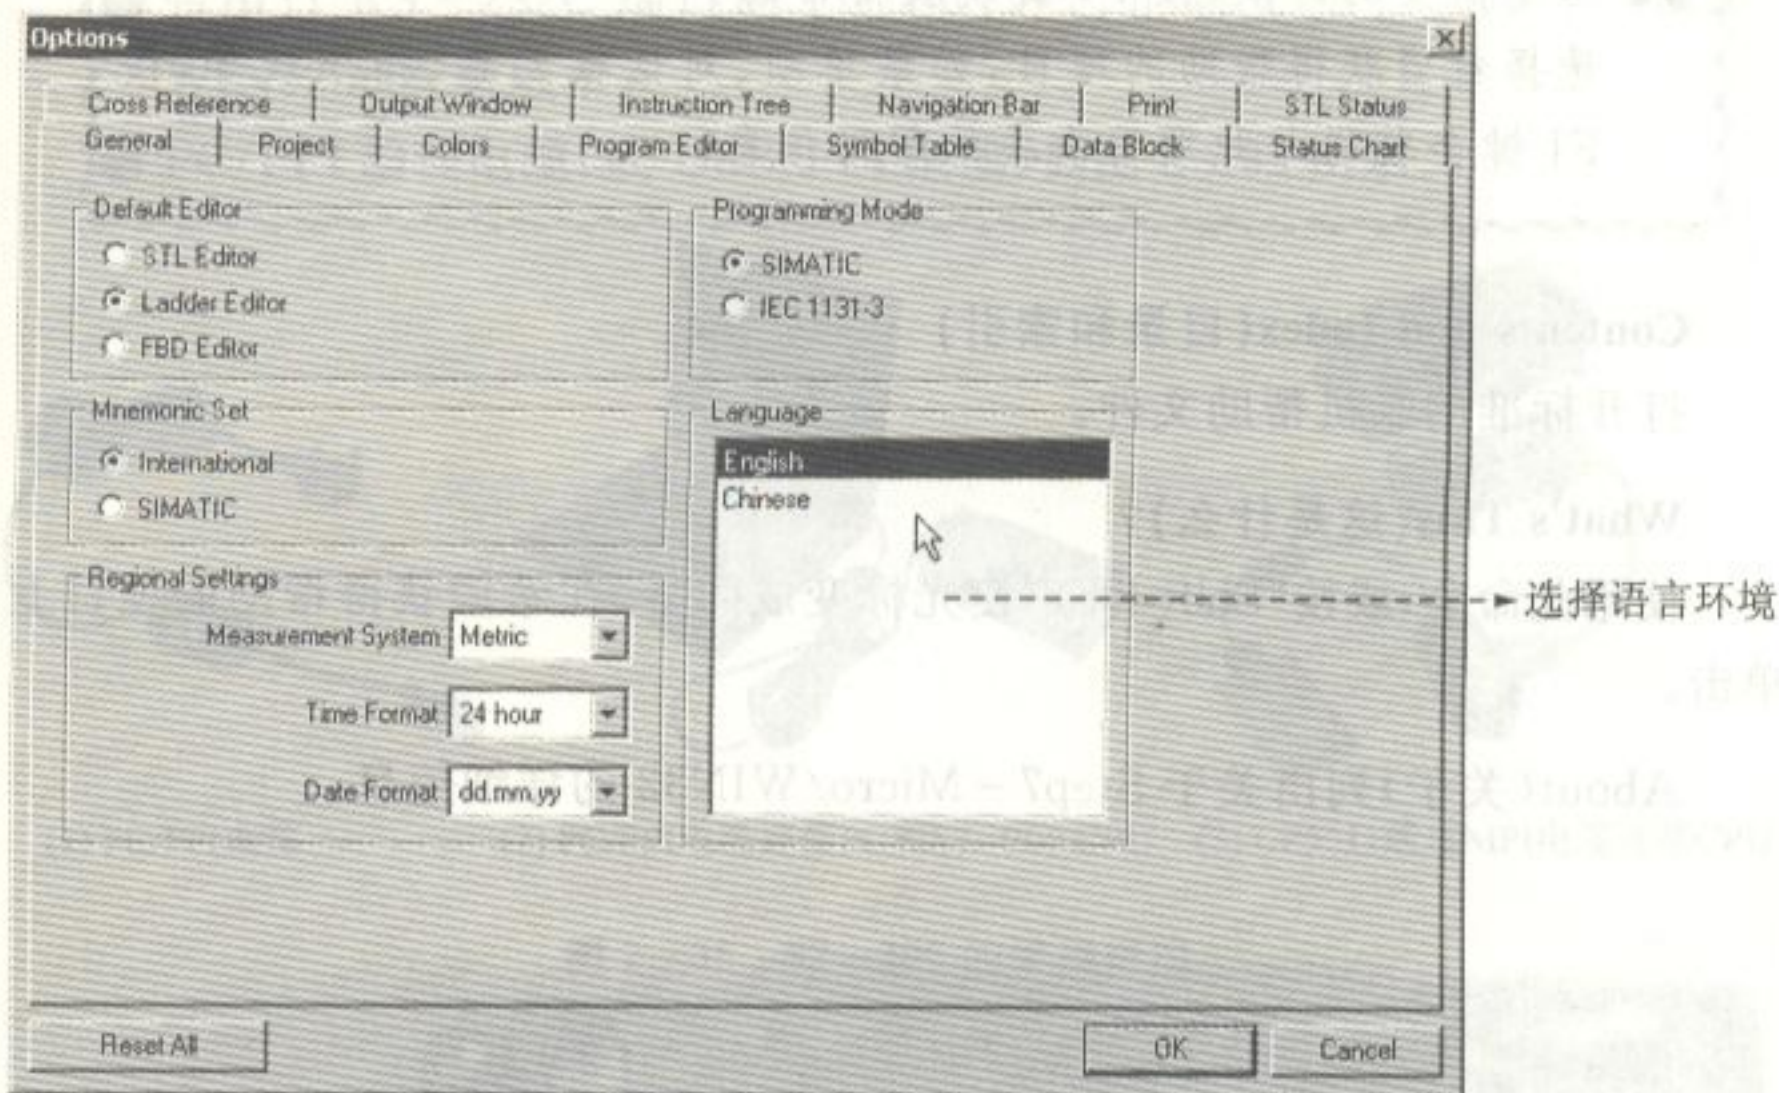 Options
Cross Reference
Output Window
Instruction Tree
Navigation Bar
Print
STL Status
General
Project
Colors
Program Editor
Symbol Table
Data Block
Status Chart
Default Editor
STL Editor
Ladder Editor
FBD Editor
Programming Mode
SIMATIC
IEC 1131-3
Mnemonic Set
International
SIMATIC
Language
English
Chinese
Regional Settings
Measurement System Metric
Time Format 24 hour
Date Format dd.mm.yy
选择语言环境
Reset All
OK
Cancel